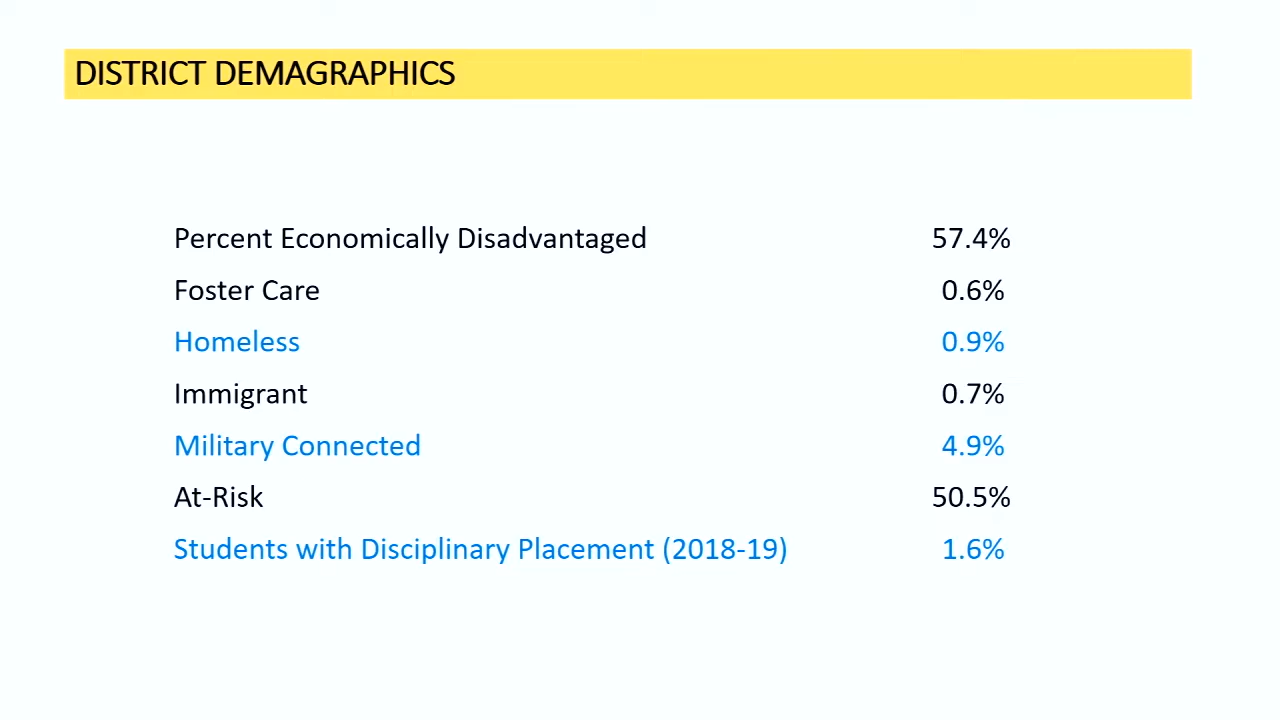 DISTRICT DEMAGRAPHICS
Percent Economically Disadvantaged 57.4%
Foster Care 0.6%
Homeless 0.9%
Immigrant 0.7%
Military Connected 4.9%
At-Risk 50.5%
Students with Disciplinary Placement (2018-19) 1.6%